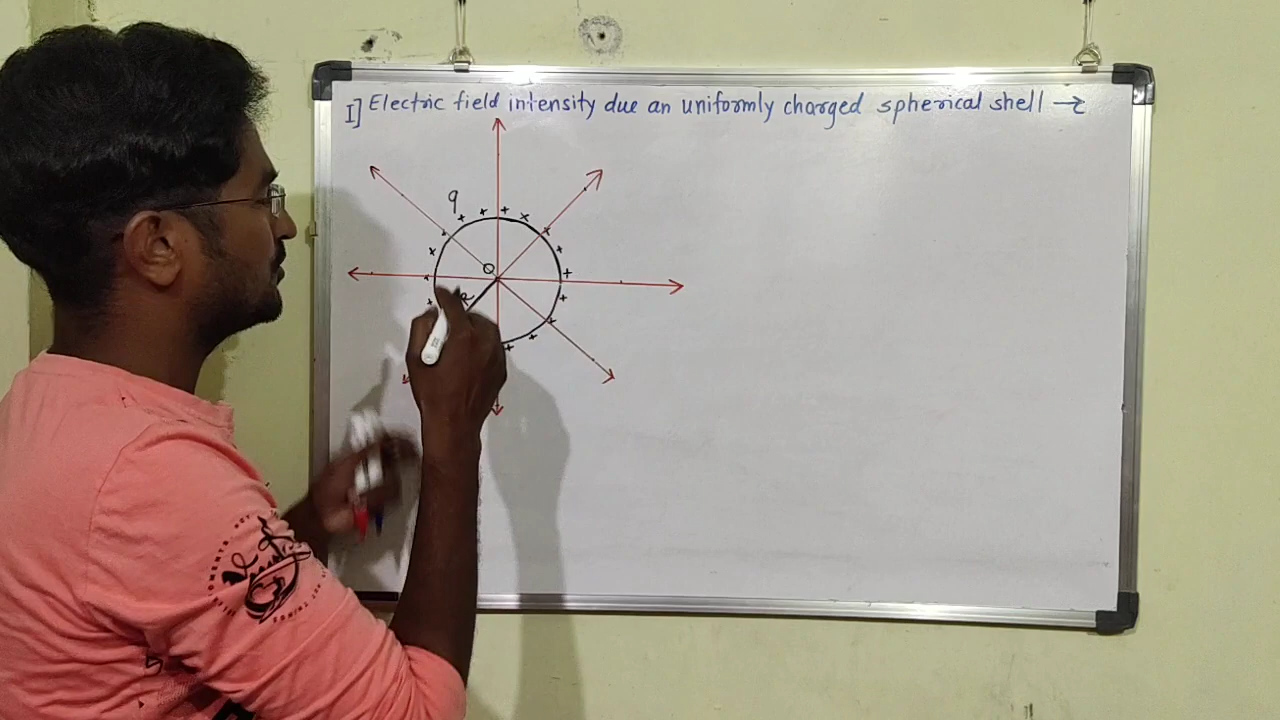 I] Electric field intensity due an uniformly charged spherical shell →
q
O
R